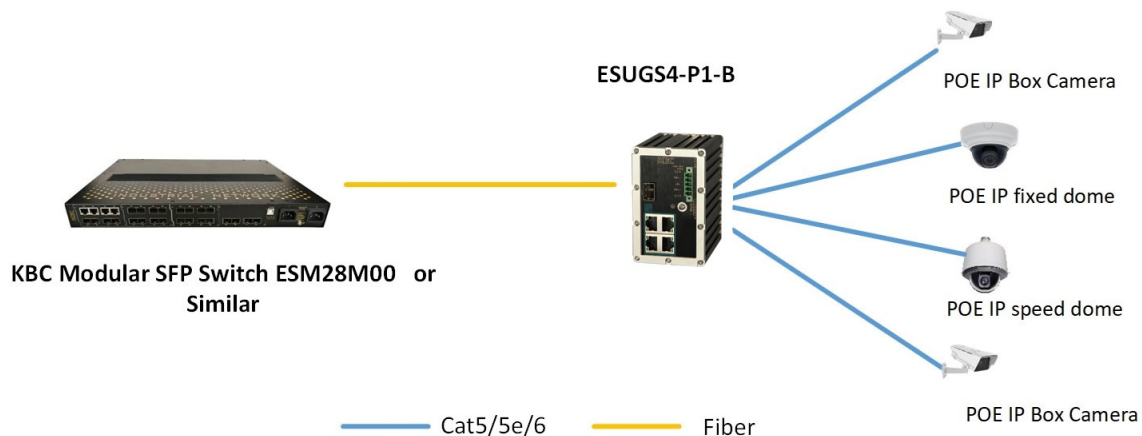 POE IP Box Camera
ESUGS4-P1-B
KBC
POE IP fixed dome
KBC Modular SFP Switch ESM28M00 or
Similar
POE IP speed dome
POE IP Box Camera
Cat5/5e/6
Fiber